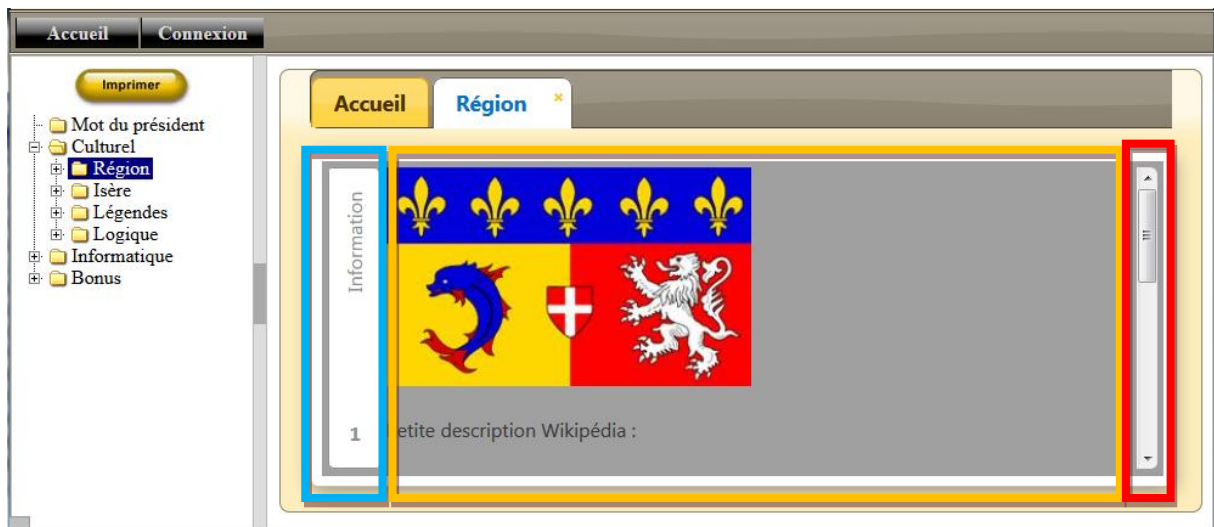 Accueil Connexion
Imprimer
Mot du président
Culturel
Région
Isère
Légendes
Logique
Informatique
Bonus
Accueil Région ×
Information
1
etite description Wikipédia :